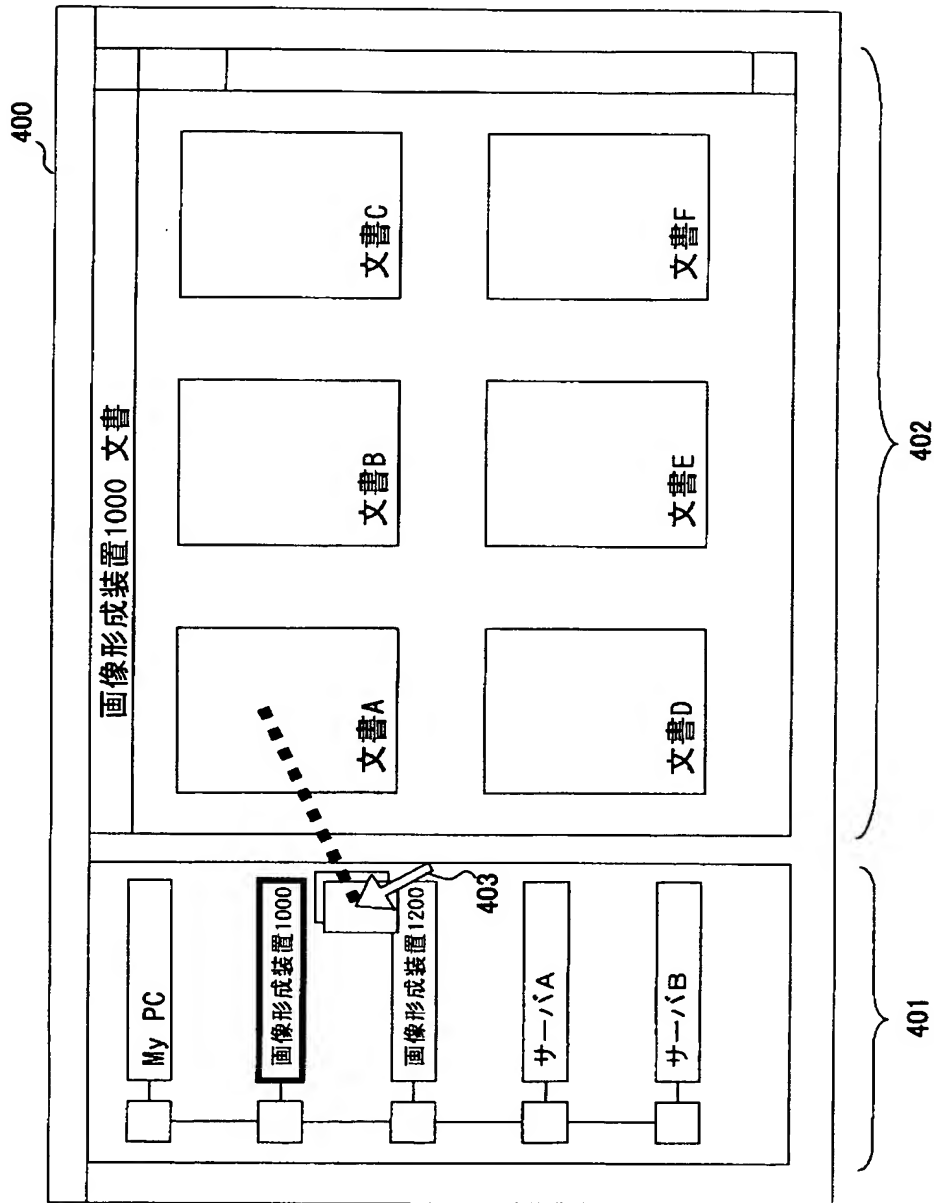 400
画像形成装置1000 文書
My PC
画像形成装置1000
画像形成装置1200
サーバA
サーバB
403
文書A
文書B
文書C
文書D
文書E
文書F
401
402